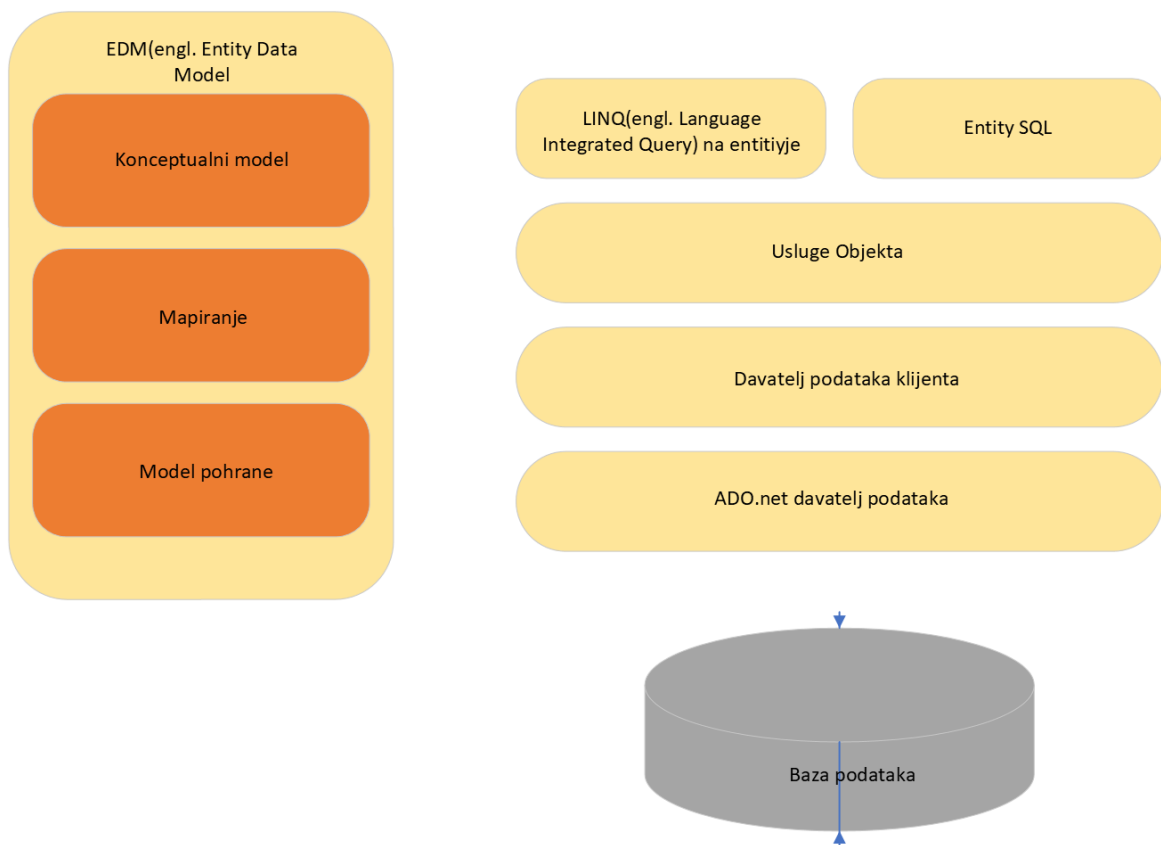 EDM(engl. Entity Data
Model
Konceptualni model
Mapiranje
Model pohrane
LINQ(engl. Language
Integrated Query) na entitiyje
Entity SQL
Usluge Objekta
Davatelj podataka klijenta
ADO.net davatelj podataka
Baza podataka